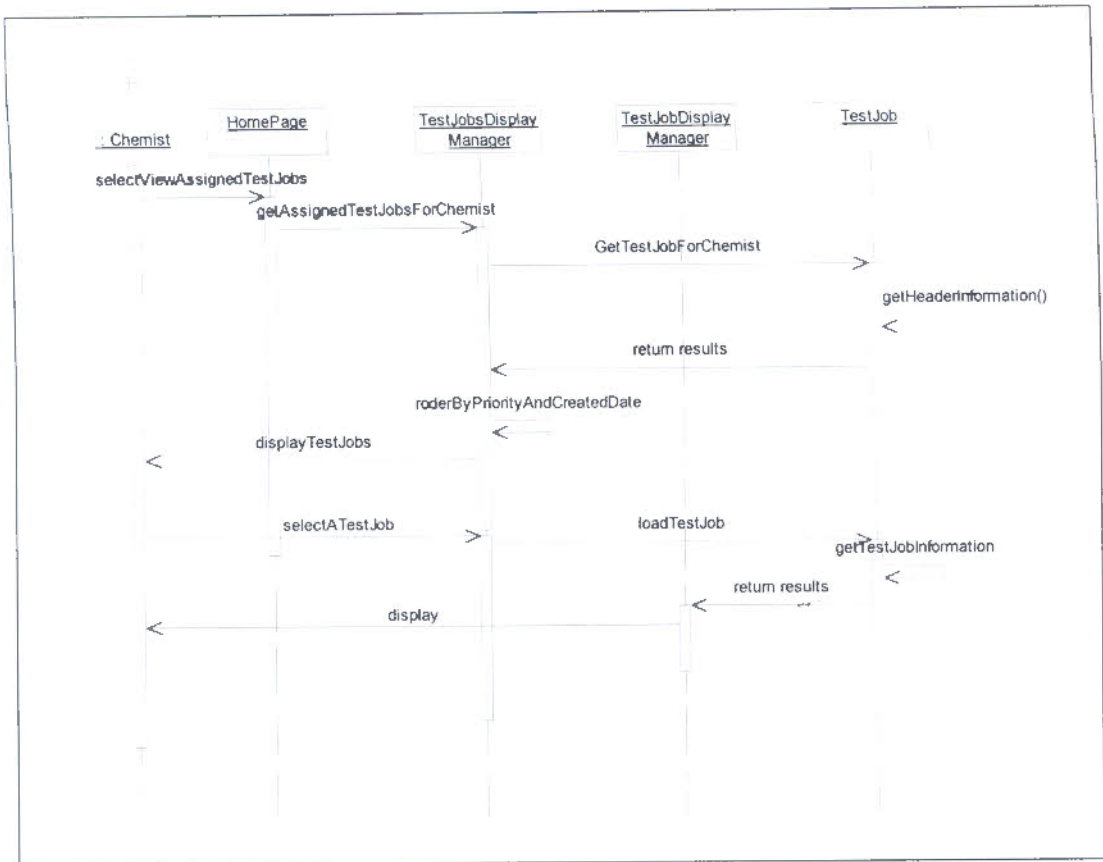 : Chemist
HomePage
TestJobsDisplay
Manager
TestJobDisplay
Manager
TestJob
selectViewAssignedTestJobs
getAssignedTestJobsForChemist
GetTestJobForChemist
getHeaderInformation()
return results
roderByPriorityAndCreatedDate
displayTestJobs
selectATestJob
loadTestJob
getTestJobInformation
return results
display